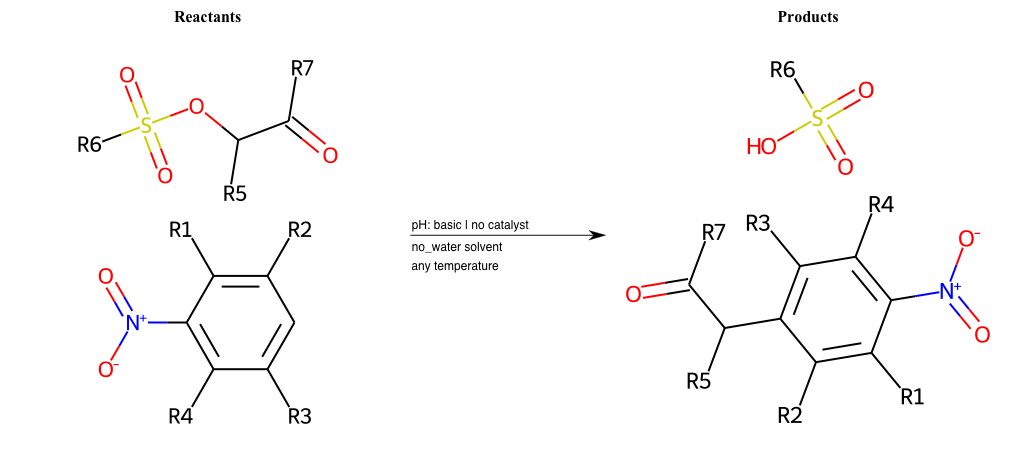 Reactants
Products
R7
O
O
S
R6
O
O
R5
R6
O
S
HO
O
pH: basic | no catalyst
no_water solvent
any temperature
R1
R2
O
N+
O-
R4
R3
R4
R3
R7
O-
O
N+
O
R5
R1
R2